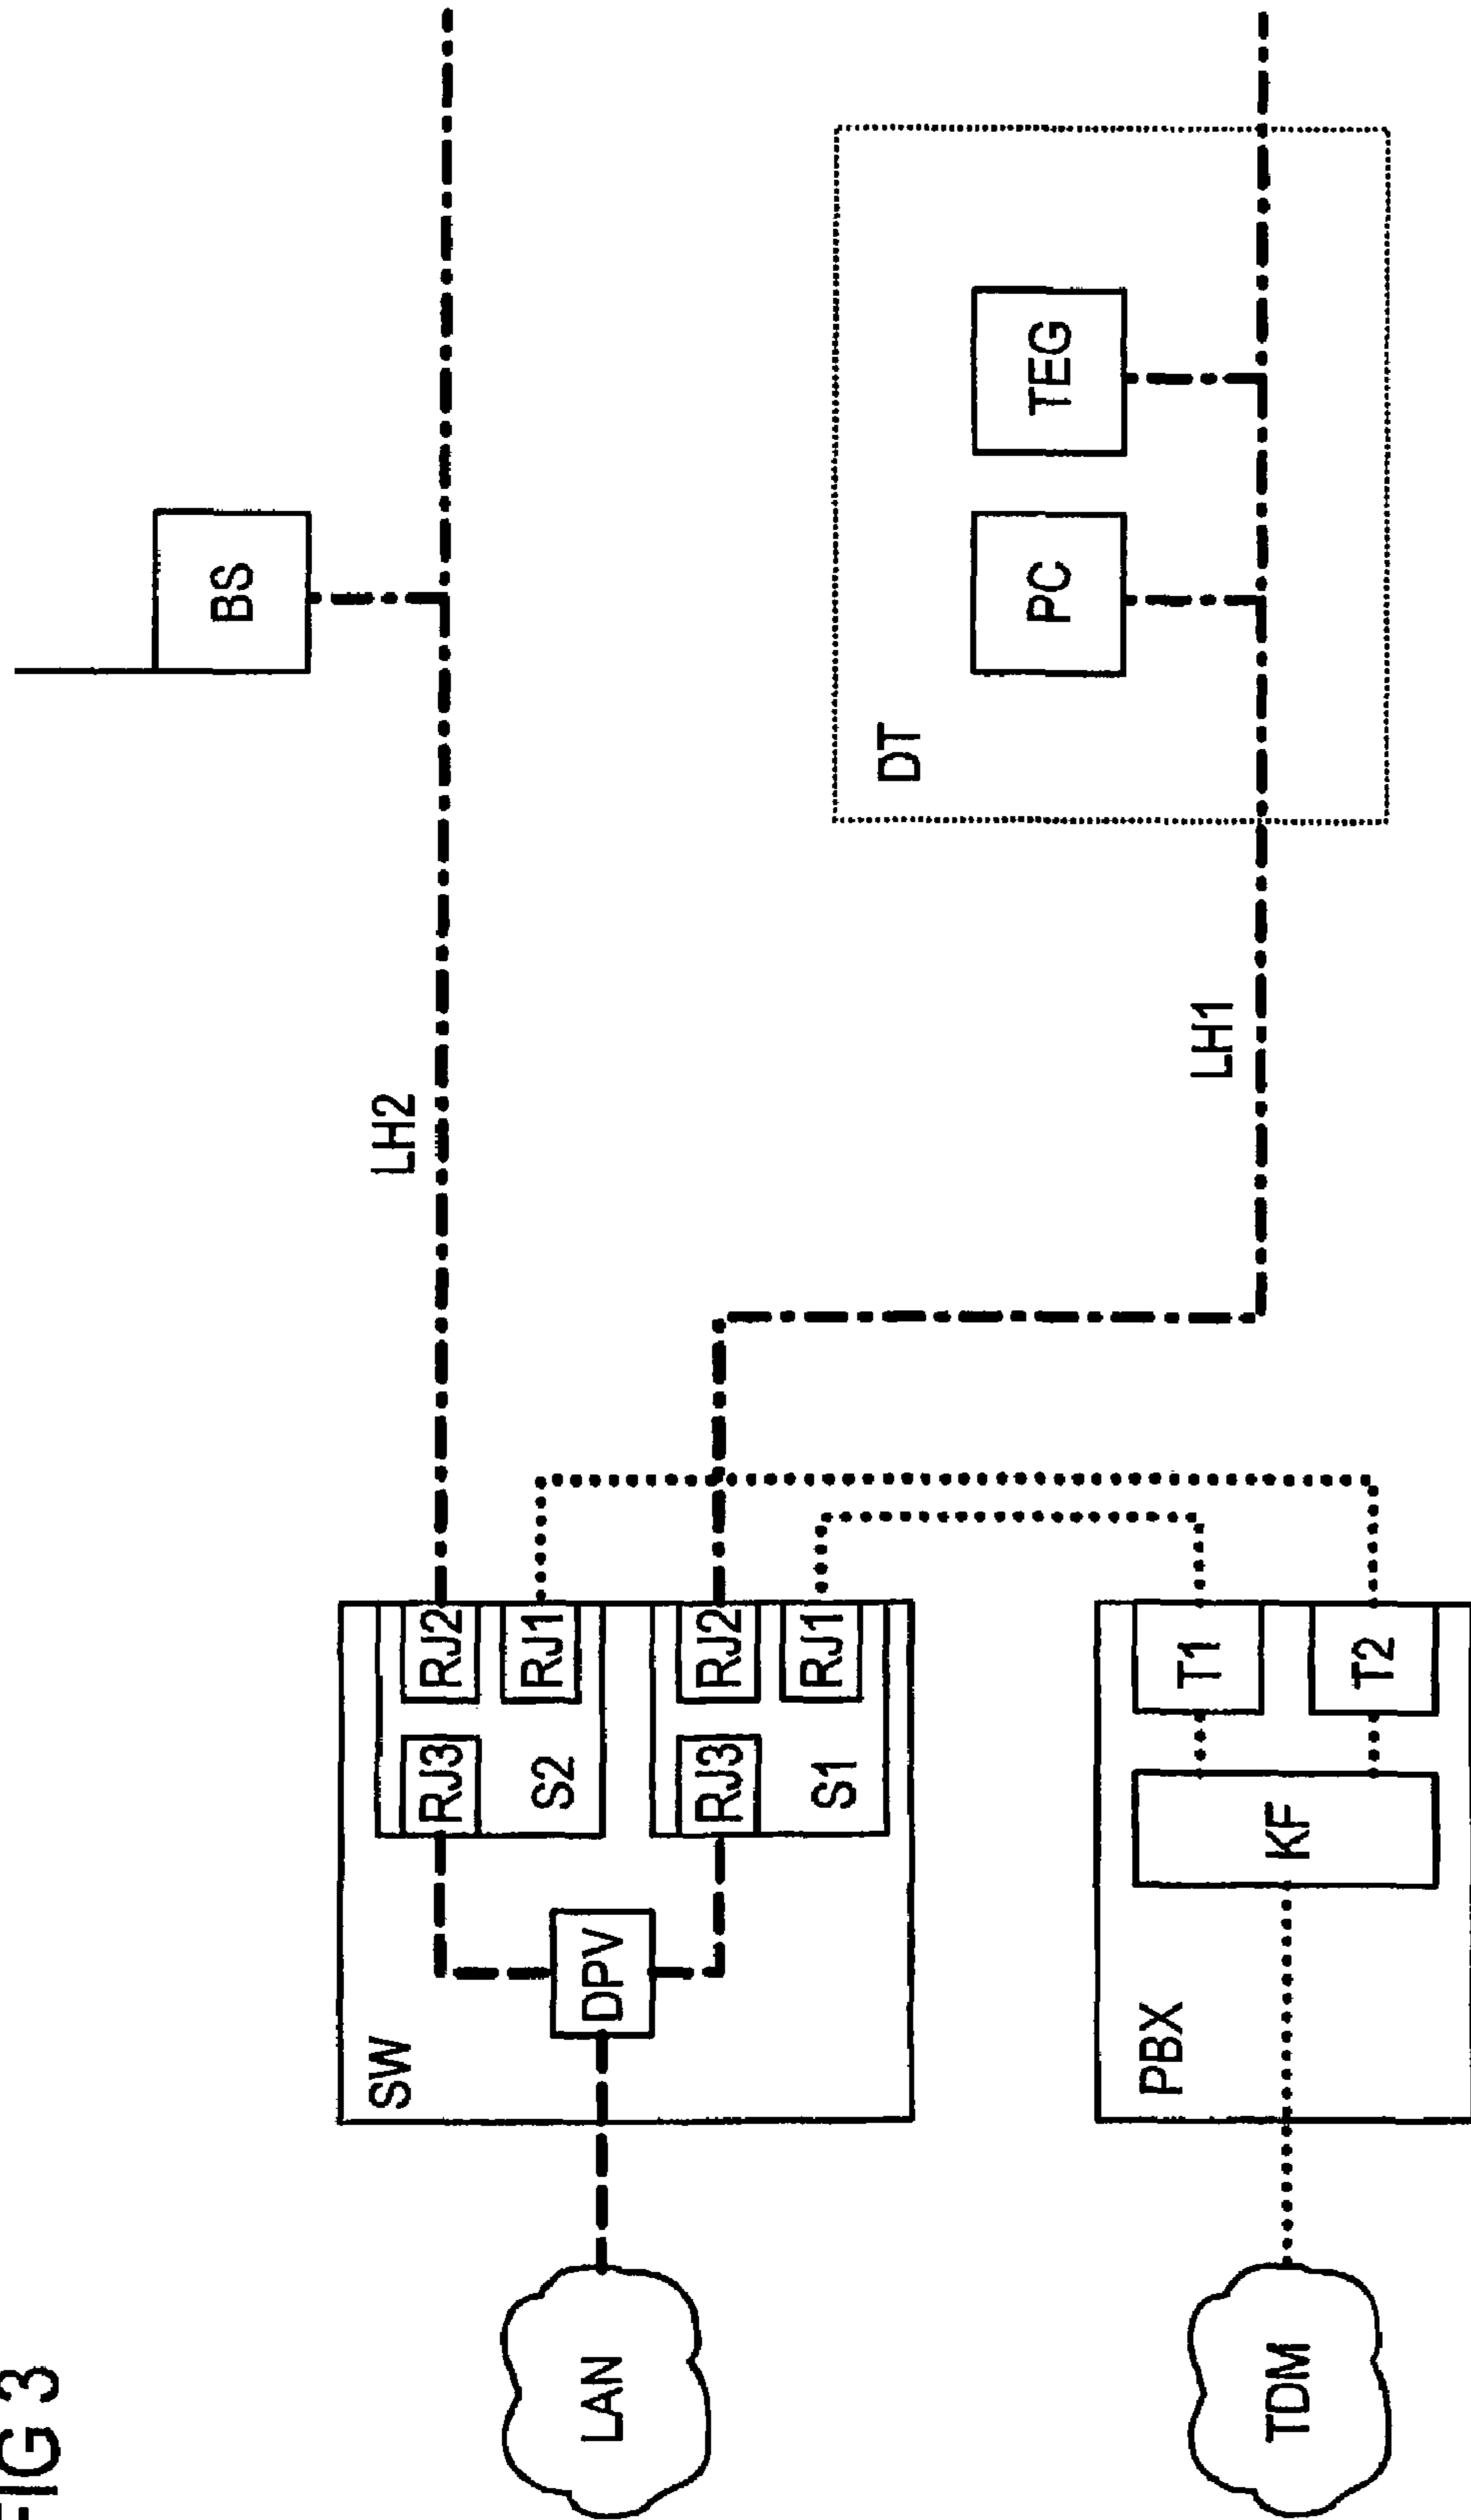 FIG 3
BS
LH2
SW
RJ3
RJ2
S2
RJ1
DPV
LAN
RJ3
RJ2
S1
RJ1
DT
PC
TEG
LH1
PBX
T1
KF
TDM
T2